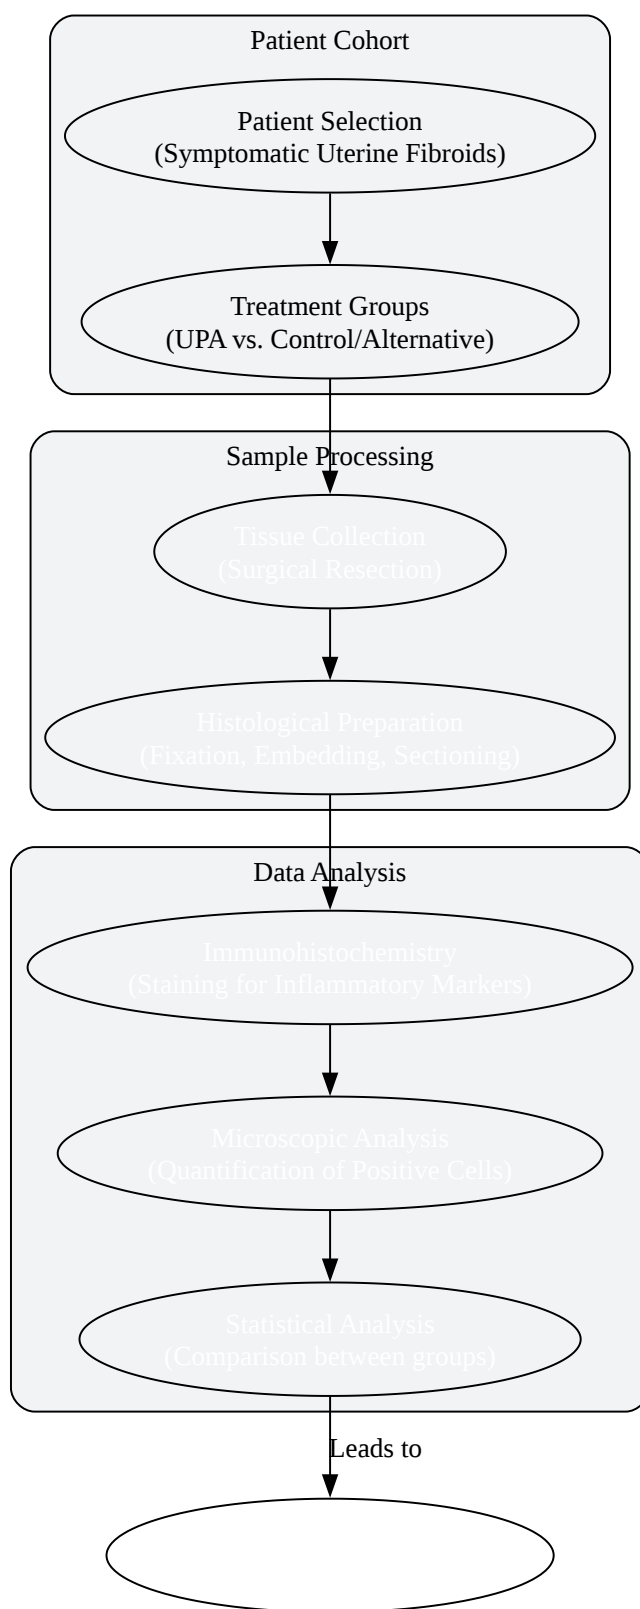 Patient Cohort
Patient Selection
(Symptomatic Uterine Fibroids)
Treatment Groups
(UPA vs. Control/Alternative)
Sample Processing
Tissue Collection
(Surgical Resection)
Histological Preparation
(Fixation, Embedding, Sectioning)
Data Analysis
Immunohistochemistry
(Staining for Inflammatory Markers)
Microscopic Analysis
(Quantification of Positive Cells)
Statistical Analysis
(Comparison between groups)
Leads to